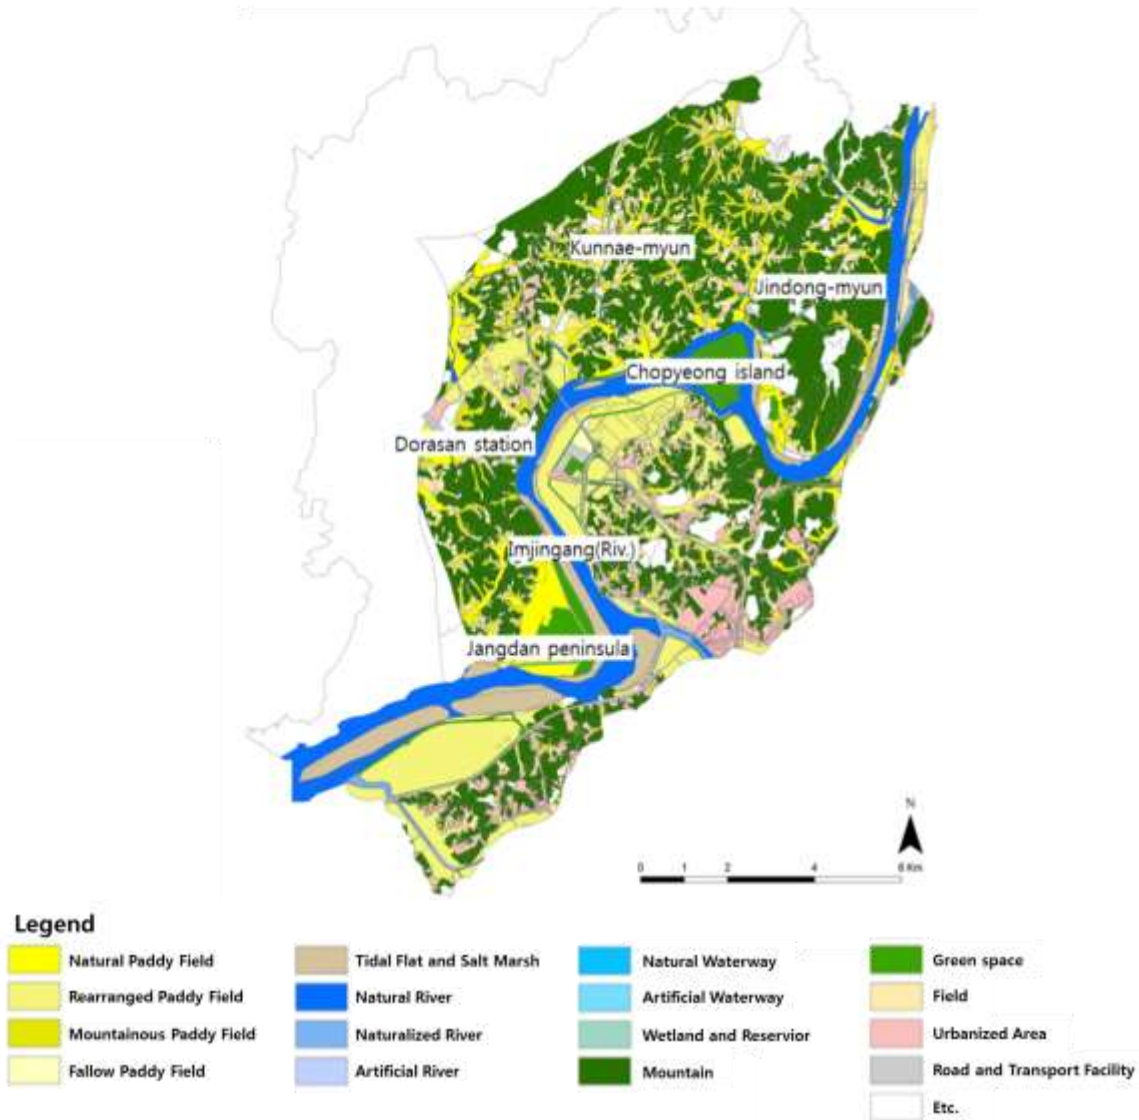 Kunnae-myun
Jindong-myun
Chopyeong island
Dorasan station
Imjingang(Riv.)
Jangdan peninsula
N
0 1 2 4 6 Km
Legend
Natural Paddy Field
Rearranged Paddy Field
Mountainous Paddy Field
Fallow Paddy Field
Tidal Flat and Salt Marsh
Natural River
Naturalized River
Artificial River
Natural Waterway
Artificial Waterway
Wetland and Reservior
Mountain
Green space
Field
Urbanized Area
Road and Transport Facility
Etc.